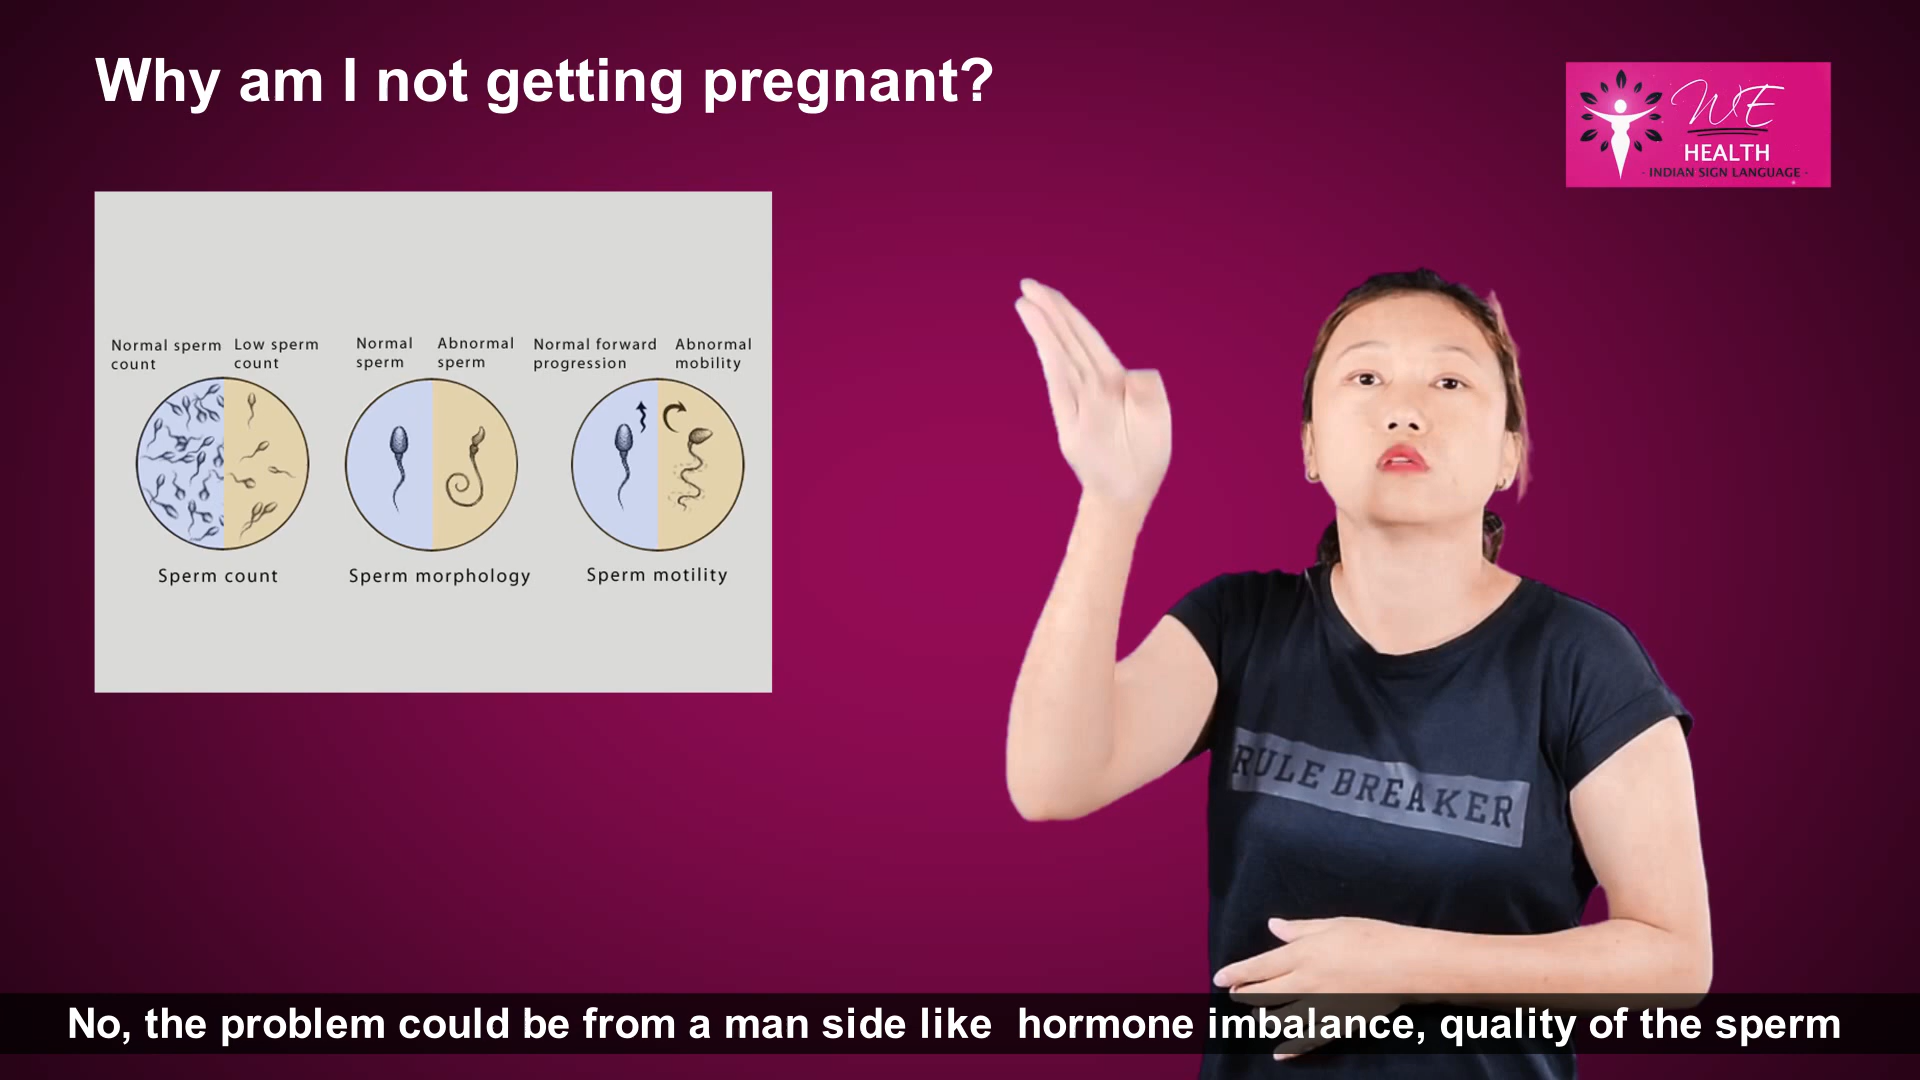 Why am I not getting pregnant?
WE
HEALTH
- INDIAN SIGN LANGUAGE -
Normal sperm count
Low sperm count
Normal sperm
Abnormal sperm
Normal forward progression
Abnormal mobility
Sperm count
Sperm morphology
Sperm motility
RULE BREAKER
No, the problem could be from a man side like hormone imbalance, quality of the sperm